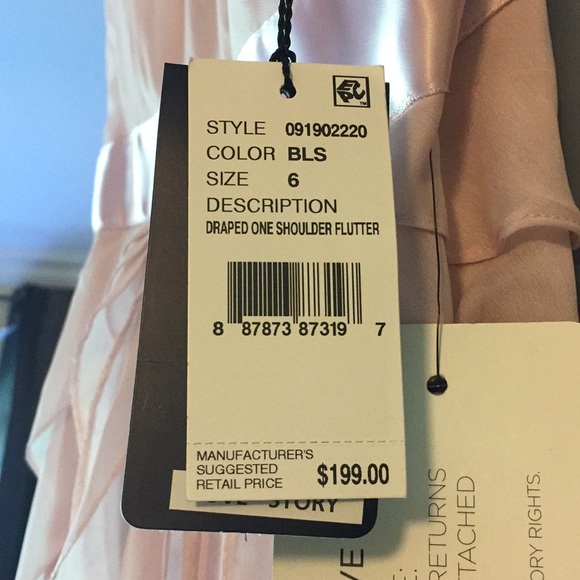 EPC
STYLE 091902220
COLOR BLS
SIZE 6
DESCRIPTION
DRAPED ONE SHOULDER FLUTTER
8 87873 87319 7
MANUFACTURER'S
SUGGESTED
RETAIL PRICE $199.00
STORY
RETURNS
ORY RIGHTS.